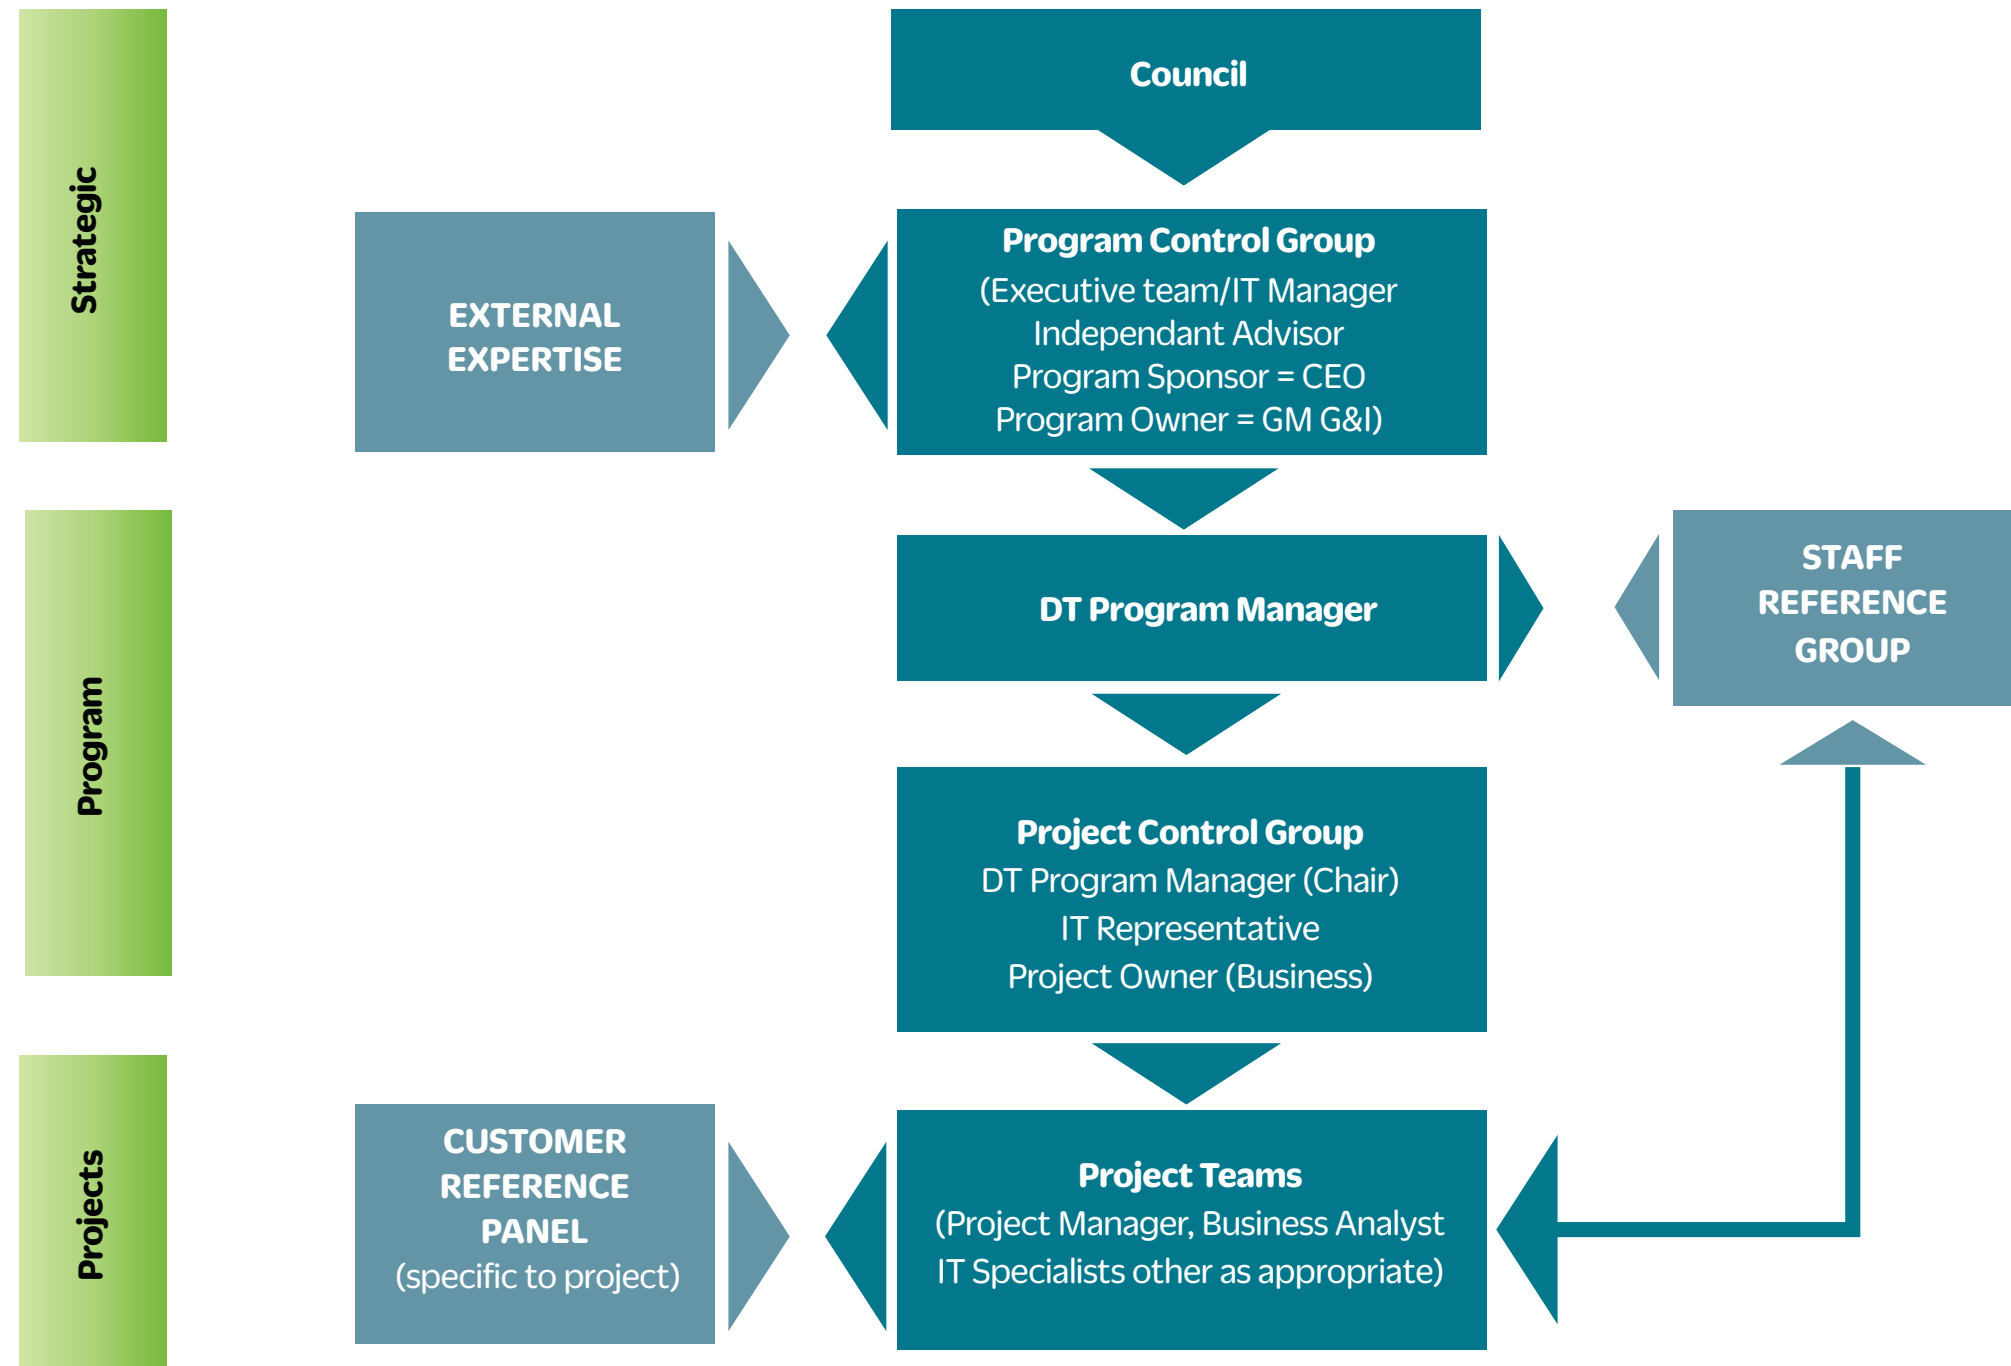 Strategic
Council
EXTERNAL
EXPERTISE
Program Control Group
(Executive team/IT Manager
Independant Advisor
Program Sponsor = CEO
Program Owner = GM G&I)
Program
DT Program Manager
STAFF
REFERENCE
GROUP
Project Control Group
DT Program Manager (Chair)
IT Representative
Project Owner (Business)
Projects
CUSTOMER
REFERENCE
PANEL
(specific to project)
Project Teams
(Project Manager, Business Analyst
IT Specialists other as appropriate)